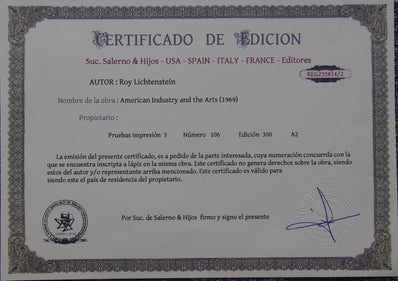 CERTIFICADO DE EDICION
Suc. Salerno & Hijos - USA - SPAIN - ITALY - FRANCE - Editores
REG235814/2
AUTOR : Roy Lichtenstein
Nombre de la obra : American Industry and the Arts (1969)
Propietario :
Pruebas impresión 3 Número 106 Edición 300 A2
La emisión del presente certificado, es a pedido de la parte interesada, cuya numeración concuerda con la
que se encuentra inscripta a lápiz en la misma obra. Este certificado no genera derechos sobre la obra, siendo
estos del autor y/o representante arriba mencionado. Este certificado es válido para
siendo este el país de residencia del propietario.
Por Suc. de Salerno & Hijos firmo y signo el presente